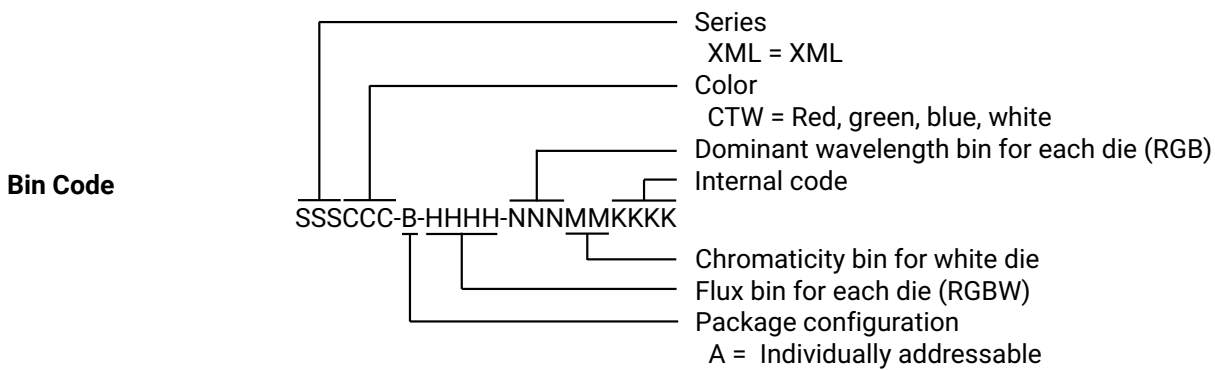 Series
XML = XML
Color
CTW = Red, green, blue, white
Dominant wavelength bin for each die (RGB)
Bin Code
Internal code
SSSCCC-B-HHHH-NNNMMKKKK
Chromaticity bin for white die
Flux bin for each die (RGBW)
Package configuration
A = Individually addressable